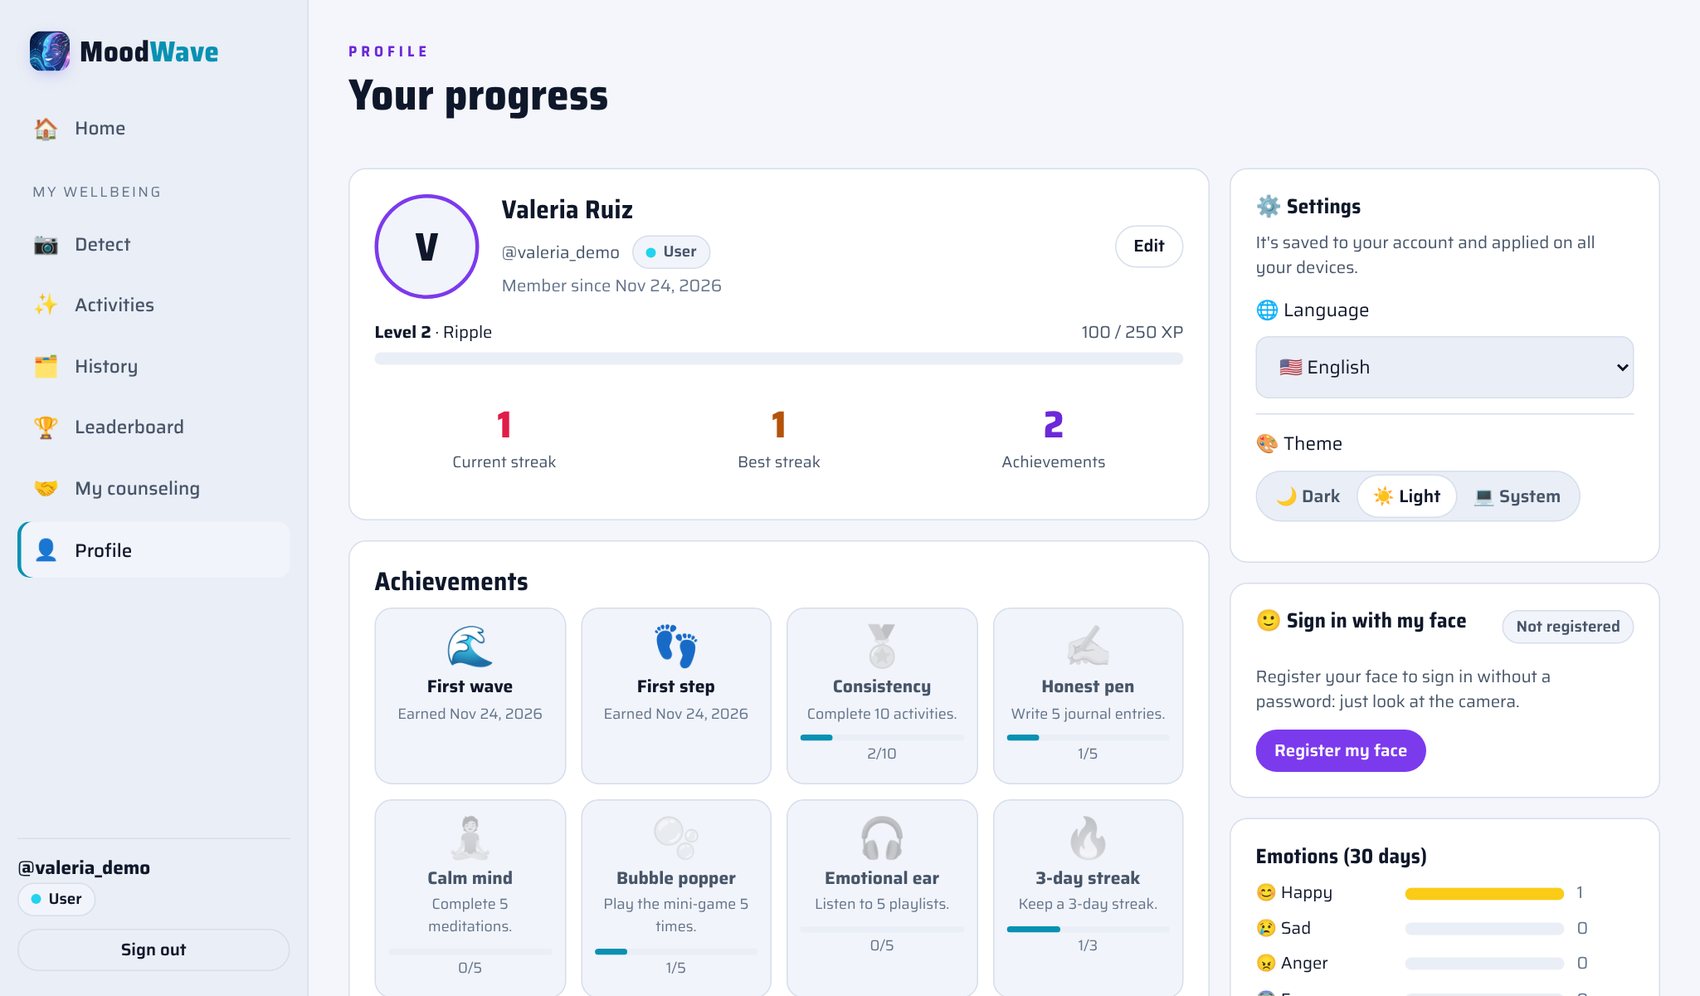 MoodWave
Home
MY WELLBEING
Detect
Activities
History
Leaderboard
My counseling
Profile
@valeria_demo
User
Sign out
PROFILE
Your progress
V
Valeria Ruiz
@valeria_demo User
Member since Nov 24, 2026
Edit
Level 2 · Ripple
100 / 250 XP
1
Current streak
1
Best streak
2
Achievements
Achievements
First wave
Earned Nov 24, 2026
First step
Earned Nov 24, 2026
Consistency
Complete 10 activities.
2/10
Honest pen
Write 5 journal entries.
1/5
Calm mind
Complete 5
meditations.
0/5
Bubble popper
Play the mini-game 5
times.
1/5
Emotional ear
Listen to 5 playlists.
0/5
3-day streak
Keep a 3-day streak.
1/3
Settings
It's saved to your account and applied on all
your devices.
Language
English
Theme
Dark Light System
Sign in with my face
Not registered
Register your face to sign in without a
password: just look at the camera.
Register my face
Emotions (30 days)
Happy 1
Sad 0
Anger 0